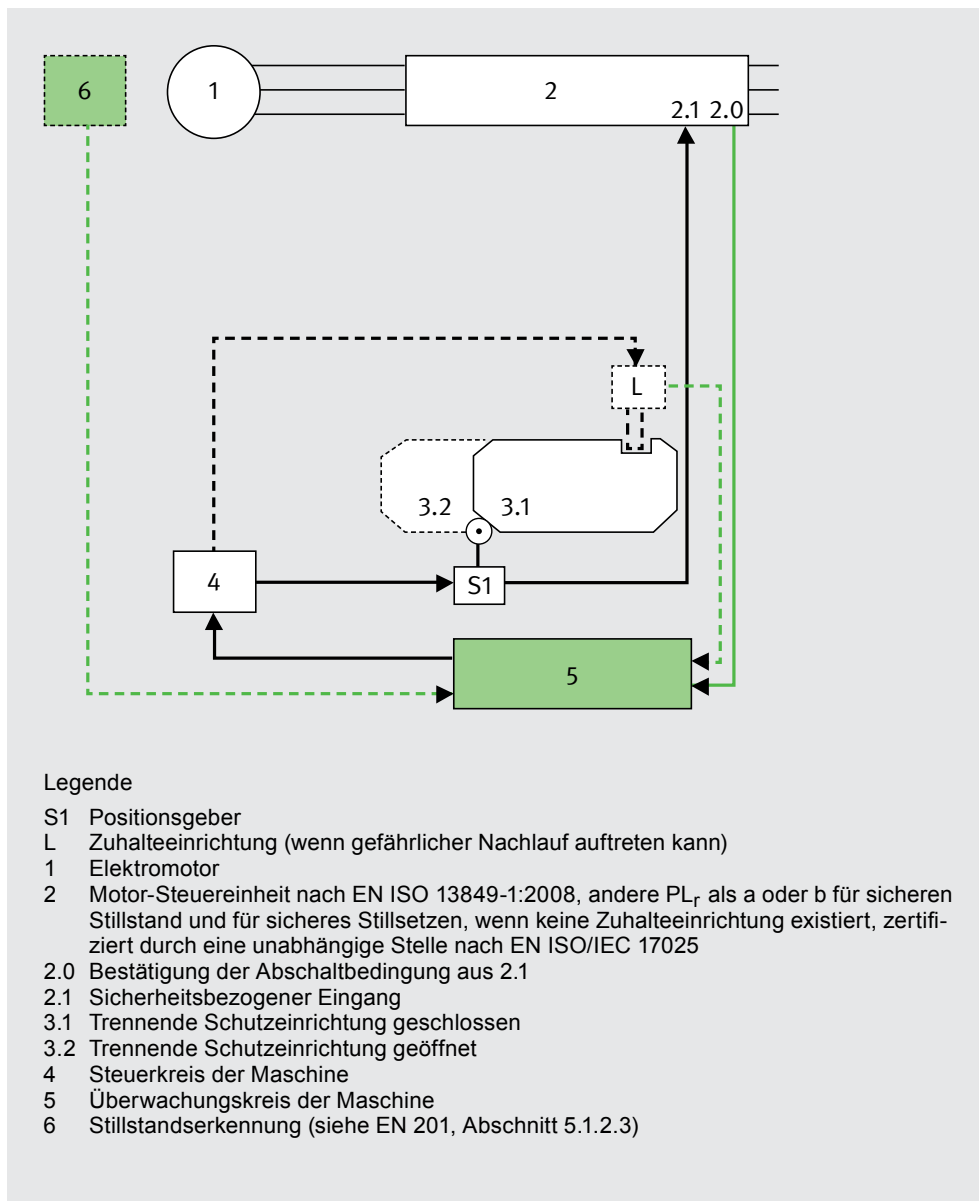 6
1
2
2.1 2.0
L
3.2
3.1
4
S1
5
Legende
S1 Positionsgeber
L Zuhalteeinrichtung (wenn gefährlicher Nachlauf auftreten kann)
1 Elektromotor
2 Motor-Steuereinheit nach EN ISO 13849-1:2008, andere PLr als a oder b für sicheren
Stillstand und für sicheres Stillsetzen, wenn keine Zuhalteeinrichtung existiert, zertifi-
ziert durch eine unabhängige Stelle nach EN ISO/IEC 17025
2.0 Bestätigung der Abschaltbedingung aus 2.1
2.1 Sicherheitsbezogener Eingang
3.1 Trennende Schutzeinrichtung geschlossen
3.2 Trennende Schutzeinrichtung geöffnet
4 Steuerkreis der Maschine
5 Überwachungskreis der Maschine
6 Stillstandserkennung (siehe EN 201, Abschnitt 5.1.2.3)